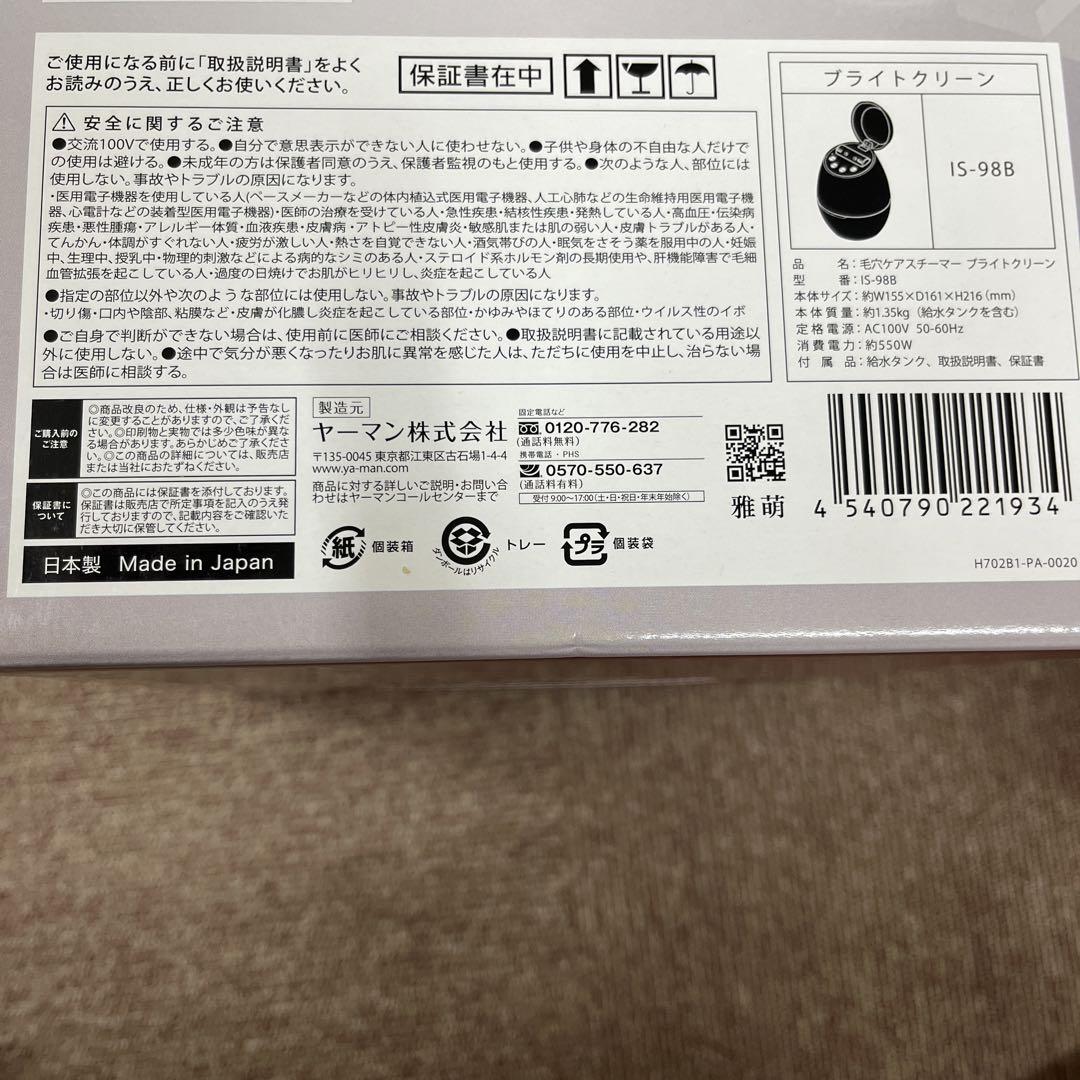 ご使用になる前に「取扱説明書」をよく
お読みのうえ、正しくお使いください。
保証書在中
⚠ 安全に関するご注意
●交流100Vで使用する。●自分で意思表示ができない人に使わせない。●子供や身体の不自由な人だけで
の使用は避ける。●未成年の方は保護者同意のうえ、保護者監視のもと使用する。●次のような人、部位には
使用しない。事故やトラブルの原因になります。
・医用電子機器を使用している人(ペースメーカーなどの体内植込式医用電子機器、人工心肺などの生命維持用医用電子機
器、心電計などの装着型医用電子機器)・医師の治療を受けている人・急性疾患・結核性疾患・発熱している人・高血圧・伝染病
疾患・悪性腫瘍・アレルギー体質・血液疾患・皮膚病・アトピー性皮膚炎・敏感肌または肌の弱い人・皮膚トラブルがある人・
てんかん・体調がすぐれない人・疲労が激しい人・熱さを自覚できない人・酒気帯びの人・眠気をさそう薬を服用中の人・妊娠
中、生理中、授乳中・物理的刺激などによる病的なシミのある人・ステロイド系ホルモン剤の長期使用や、肝機能障害で毛細
血管拡張を起こしている人・過度の日焼けでお肌がヒリヒリし、炎症を起こしている人
●指定の部位以外や次のような部位には使用しない。事故やトラブルの原因になります。
・切り傷・口内や陰部、粘膜など・皮膚が化膿し炎症を起こしている部位・かゆみやほてりのある部位・ウイルス性のイボ
●ご自身で判断ができない場合は、使用前に医師にご相談ください。●取扱説明書に記載されている用途以
外に使用しない。●途中で気分が悪くなったりお肌に異常を感じた人は、ただちに使用を中止し、治らない場
合は医師に相談する。
ブライトクリーン
IS-98B
品 名:毛穴ケアスチーマー ブライトクリーン
型 番:IS-98B
本体サイズ:約W155×D161×H216(mm)
本体質量:約1.35kg(給水タンクを含む)
定格電源:AC100V 50-60Hz
消費電力:約550W
付属品:給水タンク、取扱説明書、保証書
ご購入前の
ご注意
◎商品改良のため、仕様・外観は予告なし
に変更することがありますので、ご了承くだ
さい。◎印刷物と実物では多少色味が異な
る場合があります。あらかじめご了承くださ
い。◎この商品の詳細については、販売店
または当社におたずねください。
保証書に
ついて
◎この商品には保証書を添付しております。
保証書は販売店で所定事項を記入のうえ発
行しておりますので、記載内容をご確認いた
だき大切に保管してください。
日本製 Made in Japan
製造元
ヤーマン株式会社
〒135-0045 東京都江東区古石場1-4-4
www.ya-man.com
商品に対する詳しいご説明・お問い合
わせはヤーマンコールセンターまで
固定電話など
0120-776-282
(通話料無料)
携帯電話・PHS
0570-550-637
(通話料有料)
受付 9:00〜17:00(土・日・祝日・年末年始除く)
雅萌
4 540790 221934
紙 個装箱
ダンボールはリサイクル
トレー
プラ 個装袋
H702B1-PA-0020